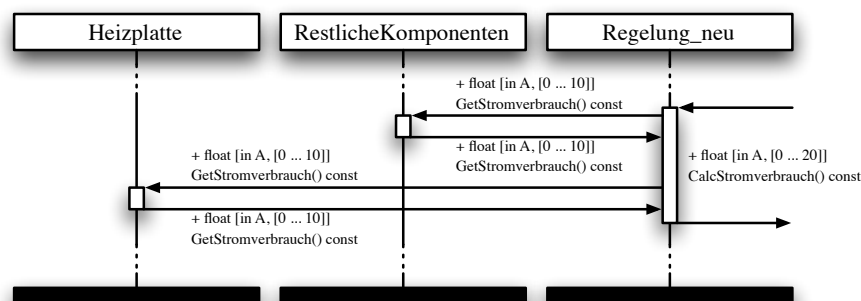 Heizplatte
RestlicheKomponenten
Regelung_neu
+ float [in A, [0 ... 10]]
GetStromverbrauch() const
+ float [in A, [0 ... 10]]
GetStromverbrauch() const
+ float [in A, [0 ... 20]]
CalcStromverbrauch() const
+ float [in A, [0 ... 10]]
GetStromverbrauch() const
+ float [in A, [0 ... 10]]
GetStromverbrauch() const